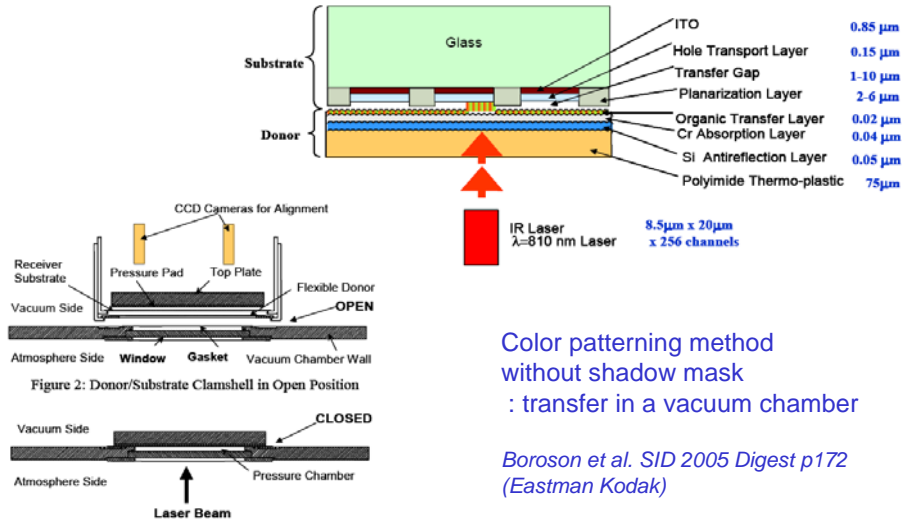 ITO 0.85 μm
Glass
Hole Transport Layer 0.15 μm
Substrate
Transfer Gap 1-10 μm
Planarization Layer 2-6 μm
Organic Transfer Layer 0.02 μm
Donor
Cr Absorption Layer 0.04 μm
Si Antireflection Layer 0.05 μm
Polyimide Thermo-plastic 75μm
IR Laser 8.5μm x 20μm
λ=810 nm Laser x 256 channels
CCD Cameras for Alignment
Receiver
Substrate
Pressure Pad
Top Plate
Flexible Donor
Vacuum Side
OPEN
Atmosphere Side
Window
Gasket
Vacuum Chamber Wall
Figure 2: Donor/Substrate Clamshell in Open Position
Vacuum Side
CLOSED
Pressure Chamber
Atmosphere Side
Laser Beam
Color patterning method
without shadow mask
: transfer in a vacuum chamber
Boroson et al. SID 2005 Digest p172
(Eastman Kodak)